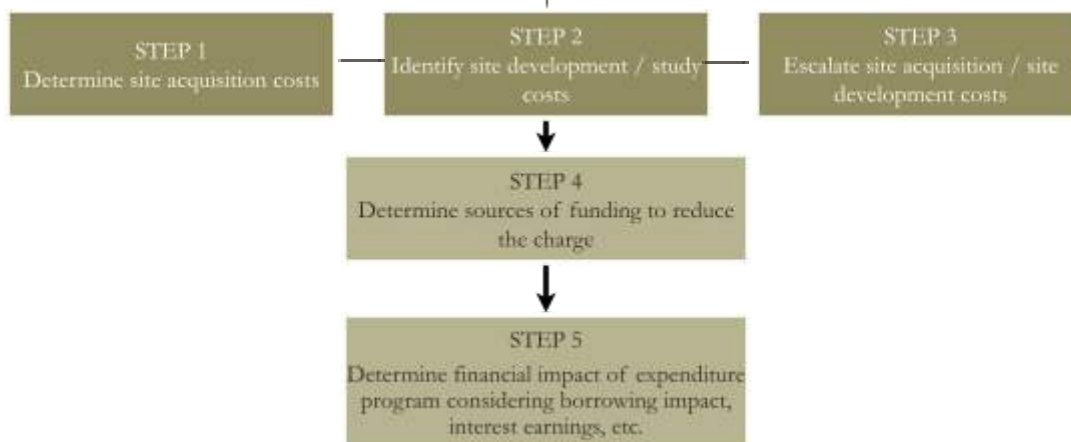 STEP 1
Determine site acquisition costs
STEP 2
Identify site development / study
costs
STEP 3
Escalate site acquisition / site
development costs
STEP 4
Determine sources of funding to reduce
the charge
STEP 5
Determine financial impact of expenditure
program considering borrowing impact,
interest earnings, etc.